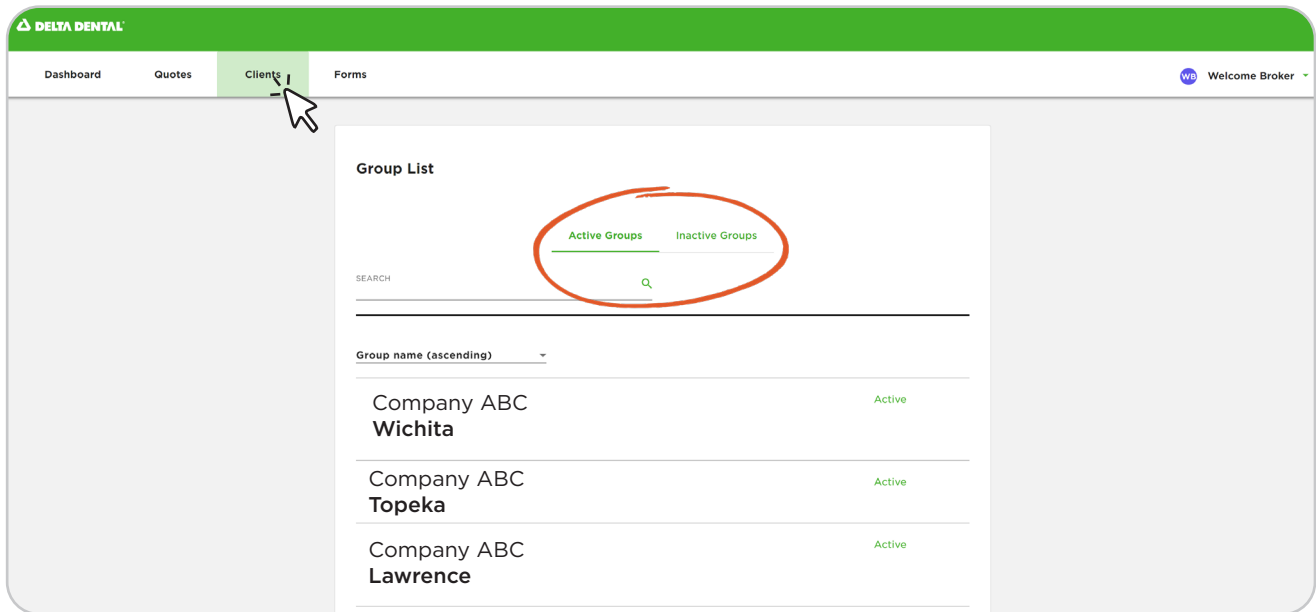 DELTA DENTAL
Dashboard Quotes Clients Forms WB Welcome Broker
Group List
Active Groups Inactive Groups
SEARCH
Group name (ascending)
Company ABC Active
Wichita
Company ABC Active
Topeka
Company ABC Active
Lawrence